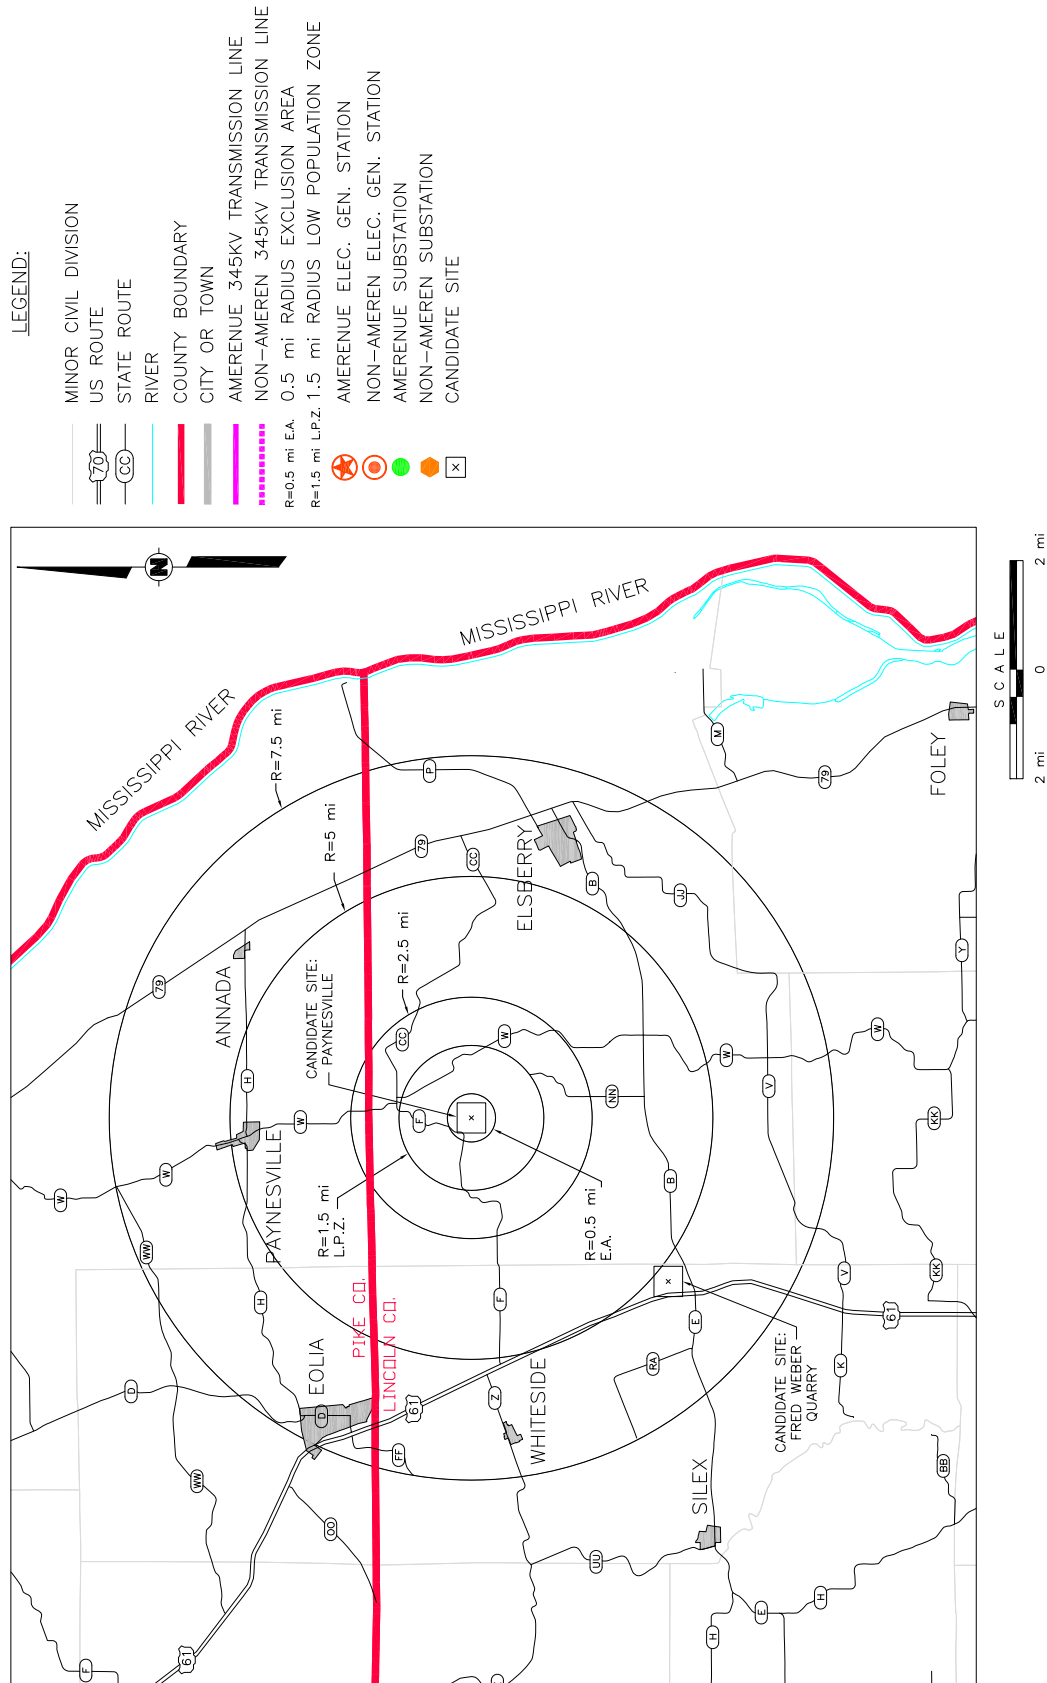 LEGEND:
MINOR CIVIL DIVISION
70
US ROUTE
CC
STATE ROUTE
RIVER
COUNTY BOUNDARY
CITY OR TOWN
AMERENUE 345KV TRANSMISSION LINE
NON-AMEREN 345KV TRANSMISSION LINE
R=0.5 mi E.A. 0.5 mi RADIUS EXCLUSION AREA
R=1.5 mi L.P.Z. 1.5 mi RADIUS LOW POPULATION ZONE
AMERENUE ELEC. GEN. STATION
NON-AMEREN ELEC. GEN. STATION
AMERENUE SUBSTATION
NON-AMEREN SUBSTATION
CANDIDATE SITE
N
MISSISSIPPI RIVER
MISSISSIPPI RIVER
R=7.5 mi
R=5 mi
R=2.5 mi
CANDIDATE SITE:
PAYNESVILLE
R=1.5 mi
L.P.Z.
R=0.5 mi
E.A.
ANNADA
PAYNESVILLE
EOLIA
PIKE CO.
LINCOLN CO.
ELSBERRY
FOLEY
WHITESIDE
SILEX
CANDIDATE SITE:
FRED WEBER
QUARRY
79
79
79
P
CC
CC
M
B
B
JJ
H
H
W
W
W
W
W
W
WW
WW
F
F
F
NN
V
V
Y
KK
KK
K
D
D
FF
61
61
61
Z
E
E
RA
OO
UU
H
H
BB
SCALE
2 mi
0
2 mi